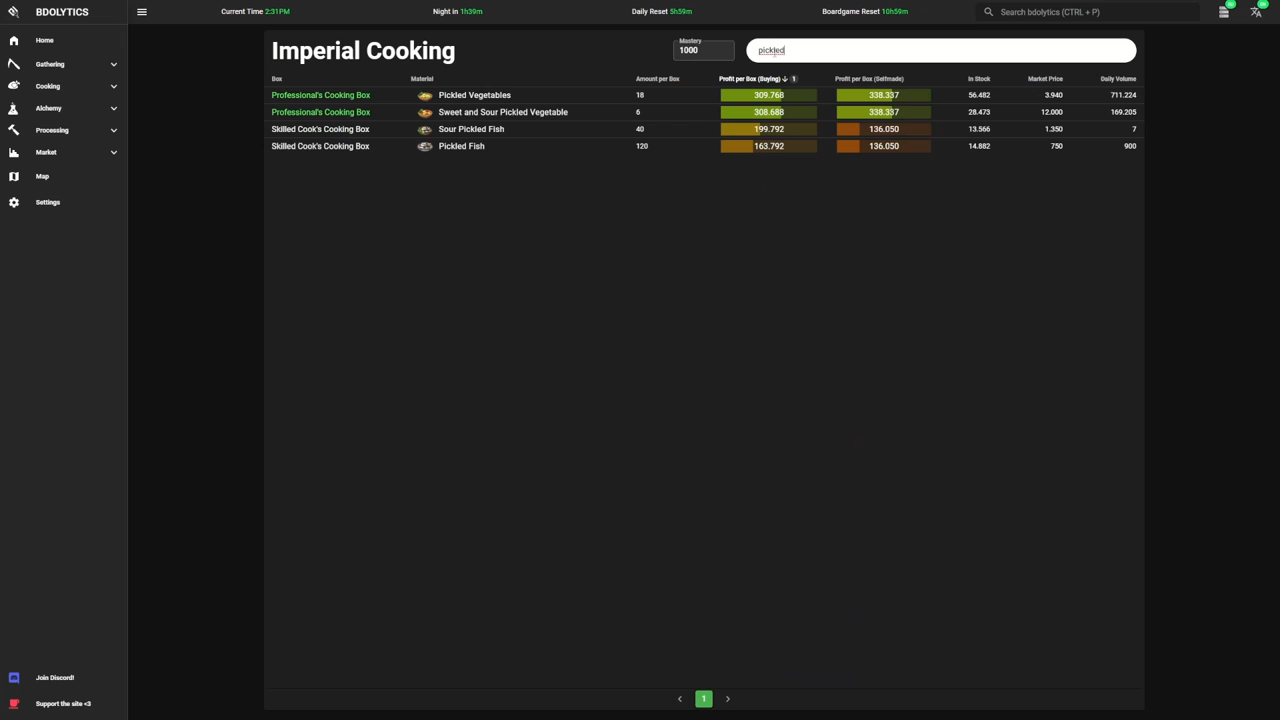 BDOLYTICS
Current Time 2:31PM
Night in 1h39m
Daily Reset 5h59m
Boardgame Reset 10h59m
Search bdolytics (CTRL + P)
Home
Gathering
Cooking
Alchemy
Processing
Market
Map
Settings
Join Discord!
Support the site <3
Imperial Cooking
Mastery
1000
pickled
Box Material Amount per Box Profit per Box (Buying) 1 Profit per Box (Selfmade) In Stock Market Price Daily Volume
Professional's Cooking Box Pickled Vegetables 18 309.768 338.337 56.482 3.940 711.224
Professional's Cooking Box Sweet and Sour Pickled Vegetable 6 308.688 338.337 28.473 12.000 169.205
Skilled Cook's Cooking Box Sour Pickled Fish 40 199.792 136.050 13.566 1.350 7
Skilled Cook's Cooking Box Pickled Fish 120 163.792 136.050 14.882 750 900
1